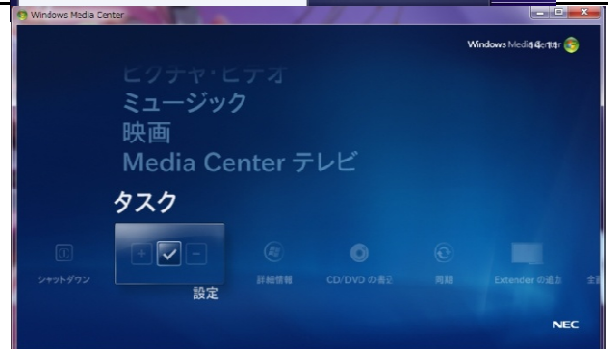 Windows Media Center
Windows Media Center
ピクチャ・ビデオ
ミュージック
映画
Media Center テレビ
タスク
シャットダウン
設定
詳細情報
CD/DVD の書込
同期
Extender の追加
NEC